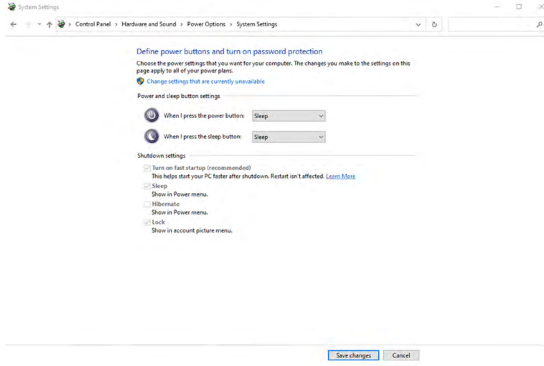 System Settings
Control Panel > Hardware and Sound > Power Options > System Settings
Define power buttons and turn on password protection
Choose the power settings that you want for your computer. The changes you make to the settings on this
page apply to all of your power plans.
Change settings that are currently unavailable
Power and sleep button settings
When I press the power button: Sleep
When I press the sleep button: Sleep
Shutdown settings
Turn on fast startup (recommended)
This helps start your PC faster after shutdown. Restart isn't affected. Learn More
Sleep
Show in Power menu.
Hibernate
Show in Power menu.
Lock
Show in account picture menu.
Save changes Cancel